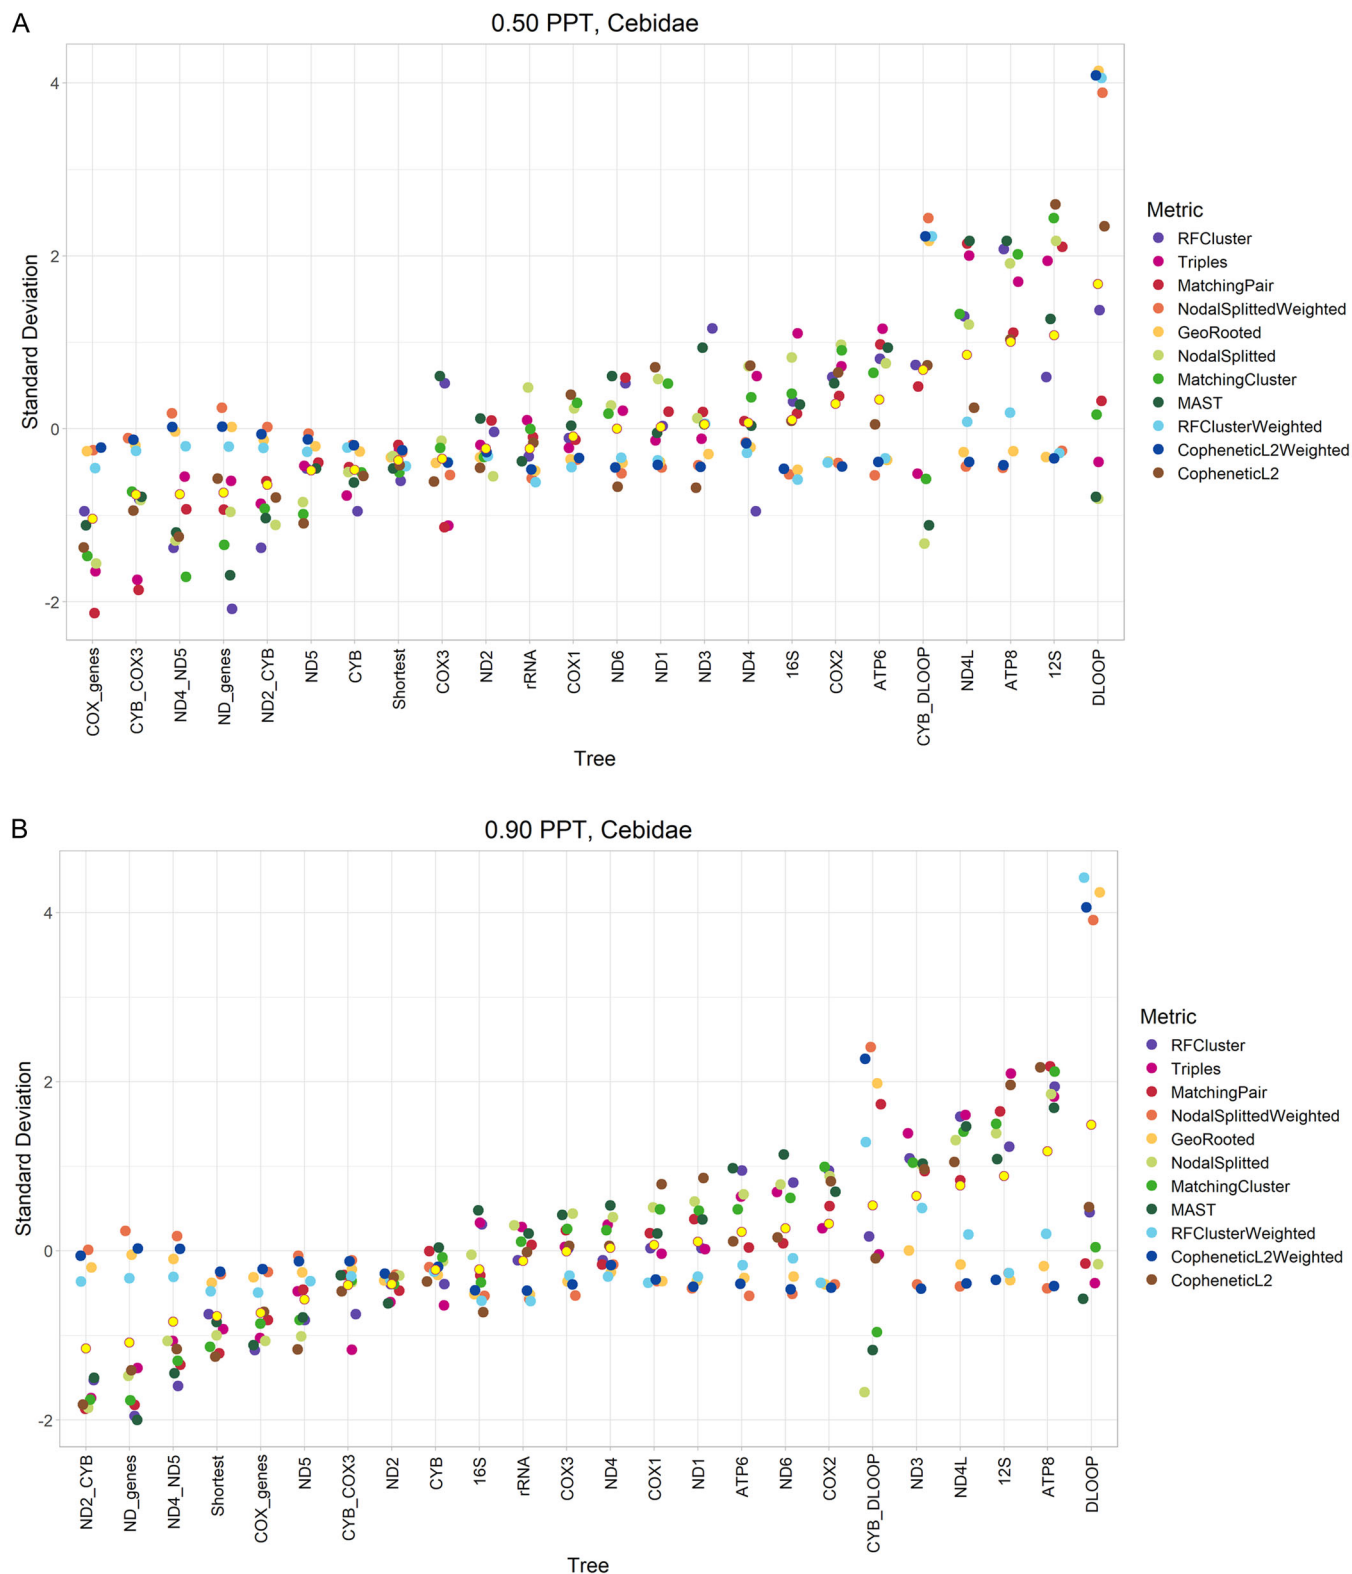 A
0.50 PPT, Cebidae
4
2
0
-2
Standard Deviation
COX_genes
CYB_COX3
ND4_ND5
ND_genes
ND2_CYB
ND5
CYB
Shortest
COX3
ND2
rRNA
COX1
ND6
ND1
ND3
ND4
16S
COX2
ATP6
CYB_DLOOP
ND4L
ATP8
12S
DLOOP
Tree
Metric
RFCluster
Triples
MatchingPair
NodalSplittedWeighted
GeoRooted
NodalSplitted
MatchingCluster
MAST
RFClusterWeighted
CopheneticL2Weighted
CopheneticL2
B
0.90 PPT, Cebidae
4
2
0
-2
Standard Deviation
ND2_CYB
ND_genes
ND4_ND5
Shortest
COX_genes
ND5
CYB_COX3
ND2
CYB
16S
rRNA
COX3
ND4
COX1
ND1
ATP6
ND6
COX2
CYB_DLOOP
ND3
ND4L
12S
ATP8
DLOOP
Tree
Metric
RFCluster
Triples
MatchingPair
NodalSplittedWeighted
GeoRooted
NodalSplitted
MatchingCluster
MAST
RFClusterWeighted
CopheneticL2Weighted
CopheneticL2